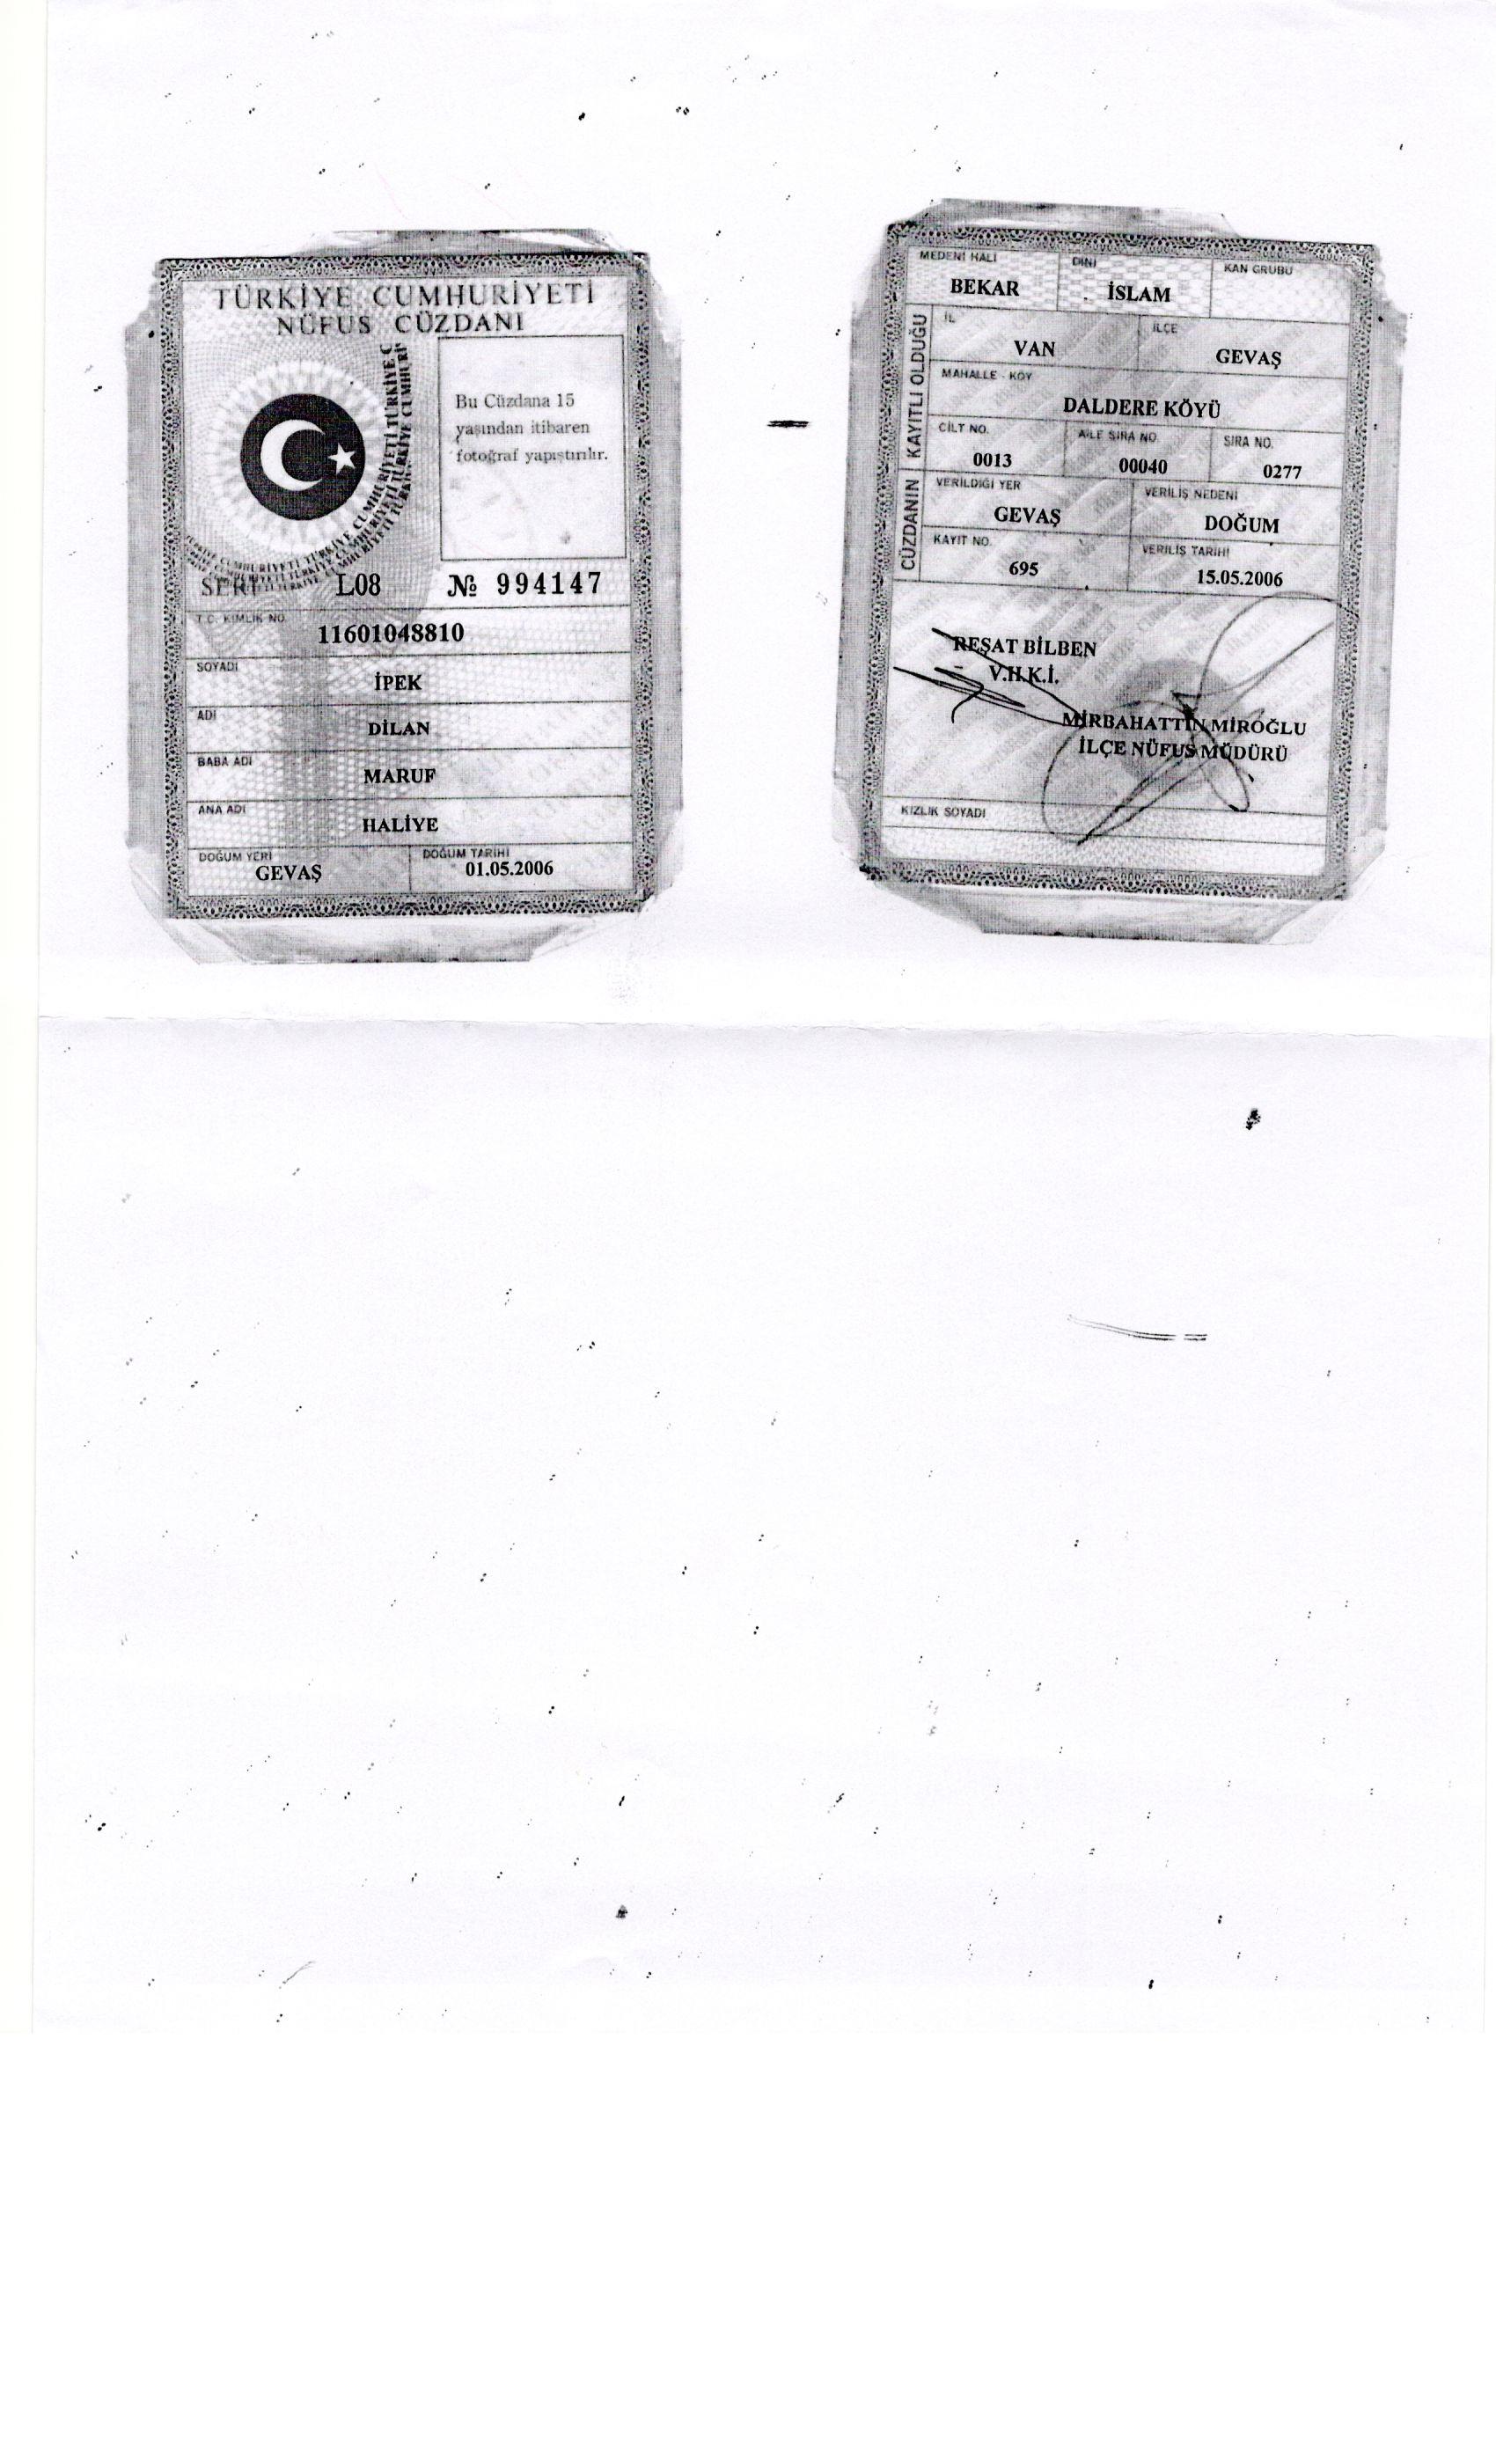 TÜRKİYE CUMHURİYETİ
NÜFUS CÜZDANI
Bu Cüzdana 15
yaşından itibaren
fotoğraf yapıştırılır.
SERİ L08 № 994147
T.C. KİMLİK NO. 11601048810
SOYADI
İPEK
ADI
DİLAN
BABA ADI
MARUF
ANA ADI
HALİYE
DOĞUM YERİ DOĞUM TARİHİ
GEVAŞ 01.05.2006
MEDENİ HALİ DİNİ KAN GRUBU
BEKAR İSLAM
CÜZDANIN KAYITLI OLDUĞU
İL İLÇE
VAN GEVAŞ
MAHALLE - KÖY
DALDERE KÖYÜ
CİLT NO. AİLE SIRA NO. SIRA NO.
0013 00040 0277
VERİLDİĞİ YER VERİLİŞ NEDENİ
GEVAŞ DOĞUM
KAYIT NO. VERİLİŞ TARİHİ
695 15.05.2006
REŞAT BİLBEN
V.H.K.İ.
MİRBAHATTİN MİROĞLU
İLÇE NÜFUS MÜDÜRÜ
KIZLIK SOYADI